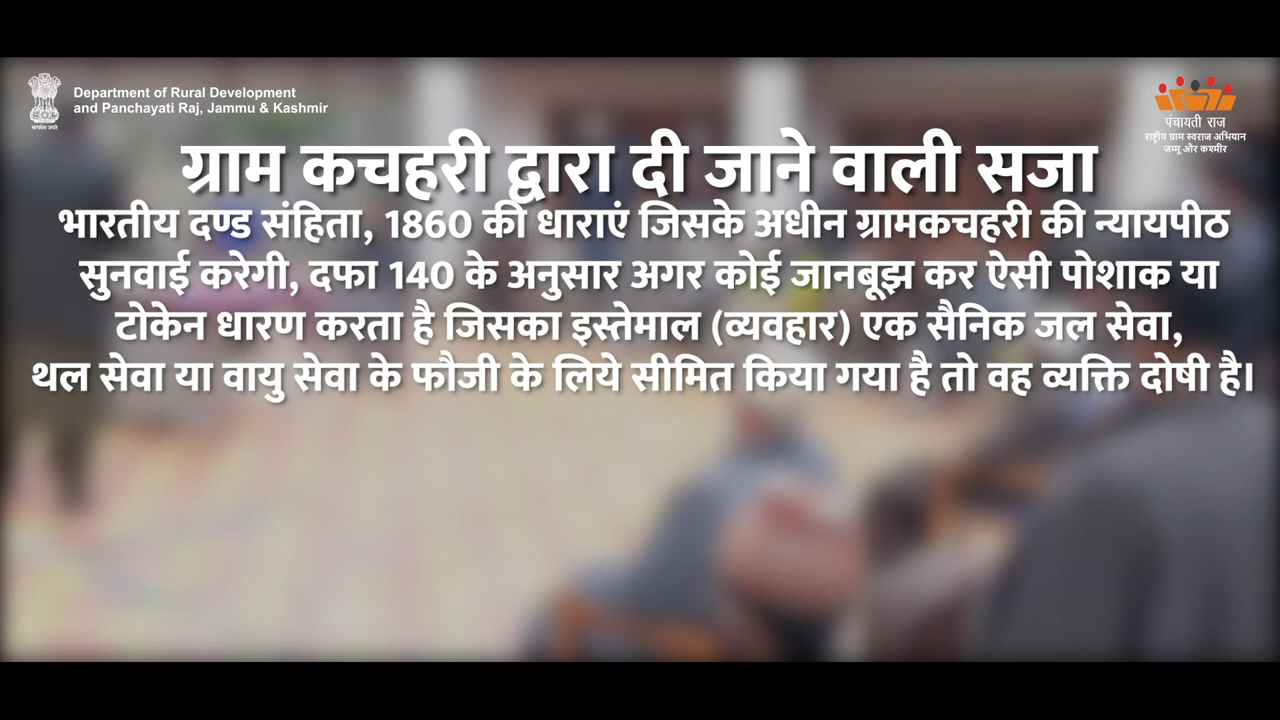 Department of Rural Development
and Panchayati Raj, Jammu & Kashmir
पंचायती राज
राष्ट्रीय ग्राम स्वराज अभियान
जम्मू और कश्मीर
ग्राम कचहरी द्वारा दी जाने वाली सजा
भारतीय दण्ड संहिता, 1860 की धाराएं जिसके अधीन ग्रामकचहरी की न्यायपीठ
सुनवाई करेगी, दफा 140 के अनुसार अगर कोई जानबूझ कर ऐसी पोशाक या
टोकेन धारण करता है जिसका इस्तेमाल (व्यवहार) एक सैनिक जल सेवा,
थल सेवा या वायु सेवा के फौजी के लिये सीमित किया गया है तो वह व्यक्ति दोषी है।